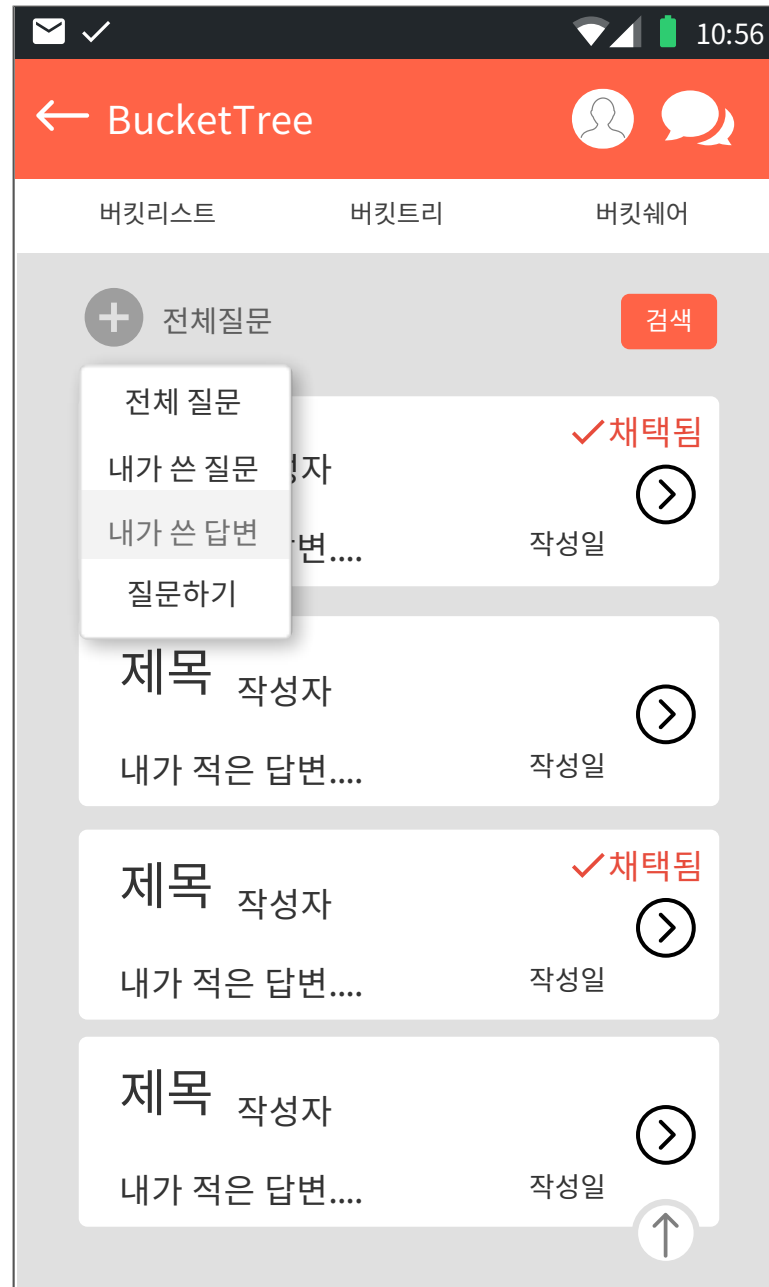 10:56
BucketTree
버킷리스트 버킷트리 버킷쉐어
전체질문 검색
전체 질문
내가 쓴 질문
내가 쓴 답변
질문하기
채택됨
작성일
제목 작성자
내가 적은 답변.... 작성일
채택됨
제목 작성자
내가 적은 답변.... 작성일
제목 작성자
내가 적은 답변.... 작성일